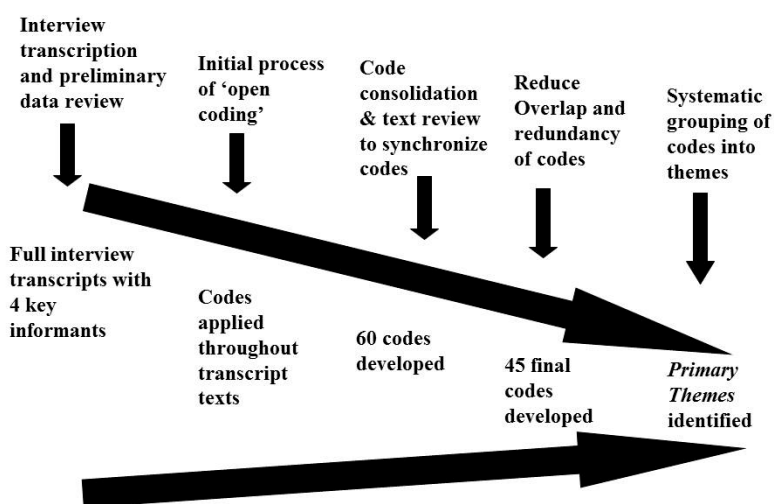 Interview
transcription
and preliminary
data review
Initial process
of ‘open
coding’
Code
consolidation
& text review
to synchronize
codes
Reduce
Overlap and
redundancy
of codes
Systematic
grouping of
codes into
themes
Full interview
transcripts with
4 key
informants
Codes
applied
throughout
transcript
texts
60 codes
developed
45 final
codes
developed
Primary
Themes
identified